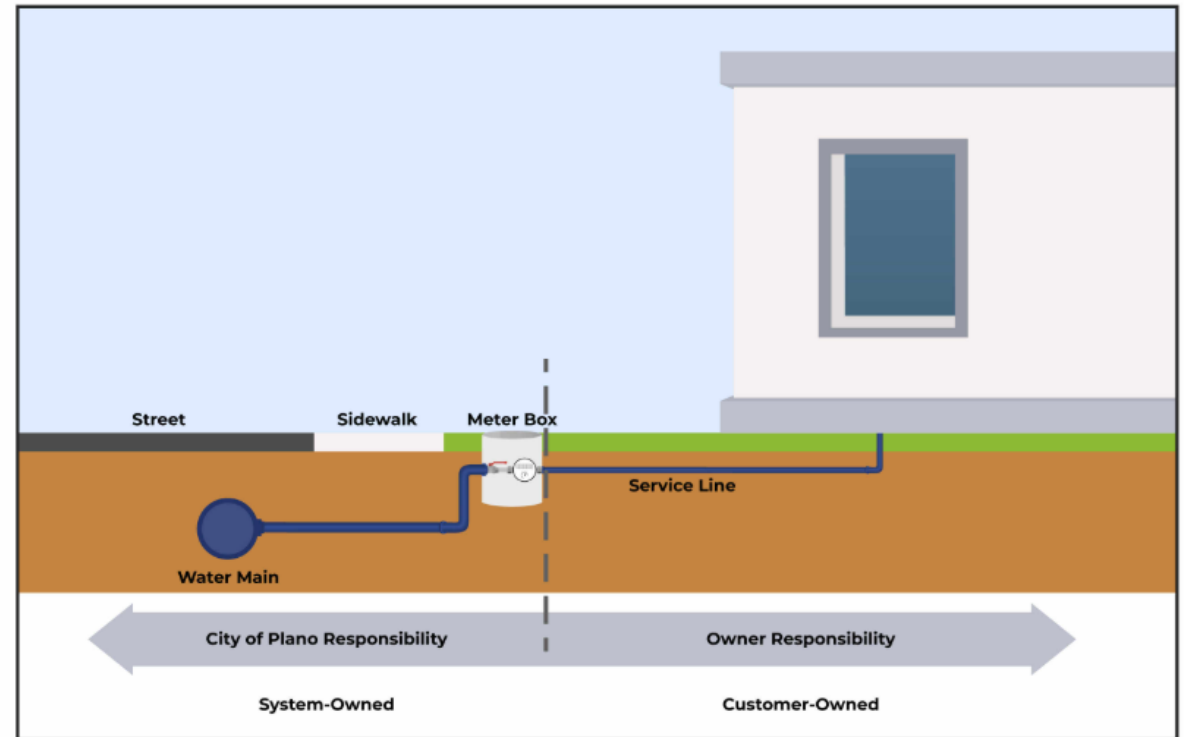 Street
Sidewalk
Meter Box
Service Line
Water Main
City of Plano Responsibility
Owner Responsibility
System-Owned
Customer-Owned